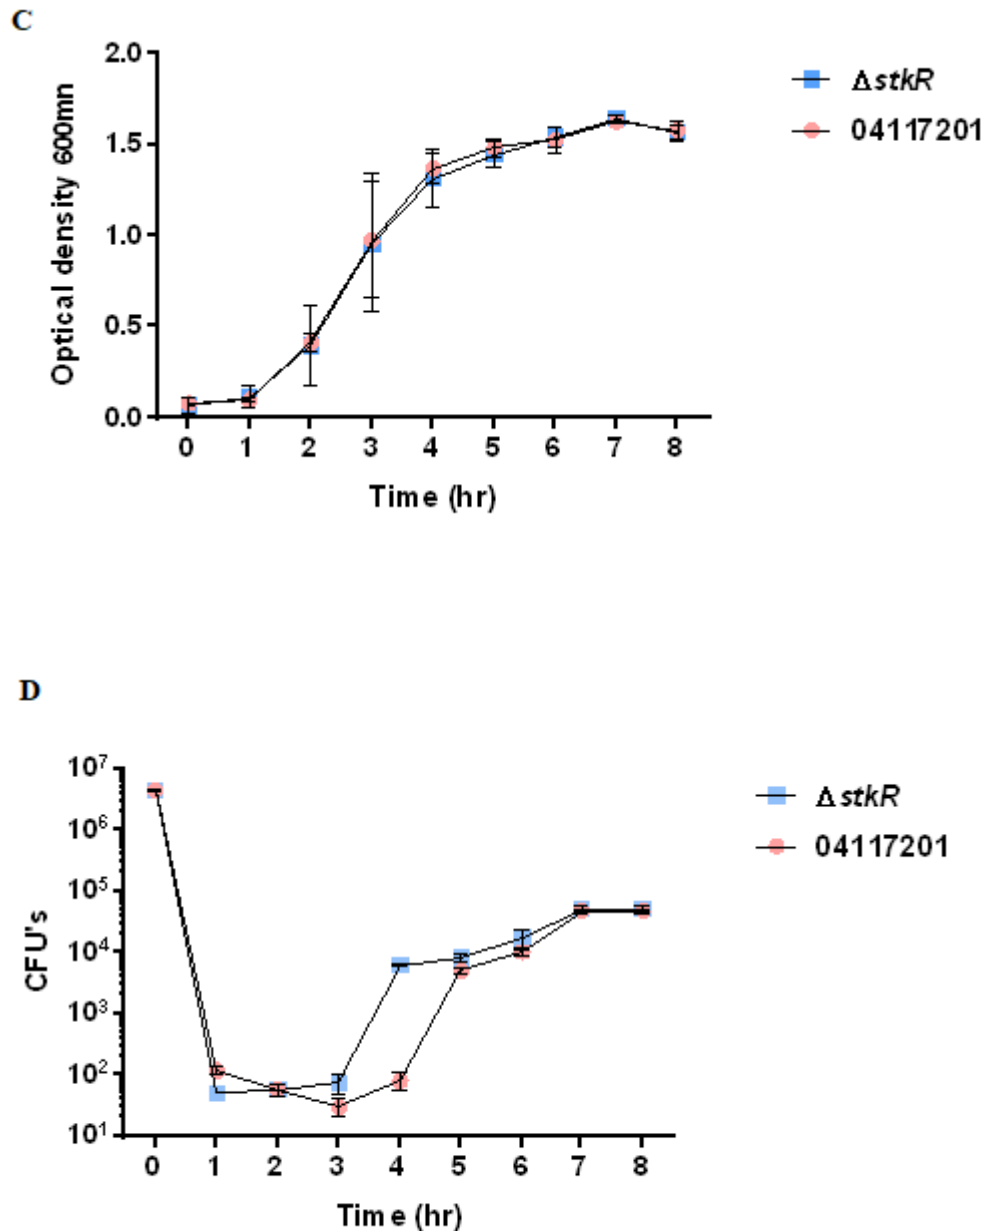 C
2.0
1.5
1.0
0.5
0.0
Optical density 600mn
0 1 2 3 4 5 6 7 8
Time (hr)
ΔstkR
04117201
D
10⁷
10⁶
10⁵
10⁴
10³
10²
10¹
CFU's
0 1 2 3 4 5 6 7 8
Time (hr)
ΔstkR
04117201